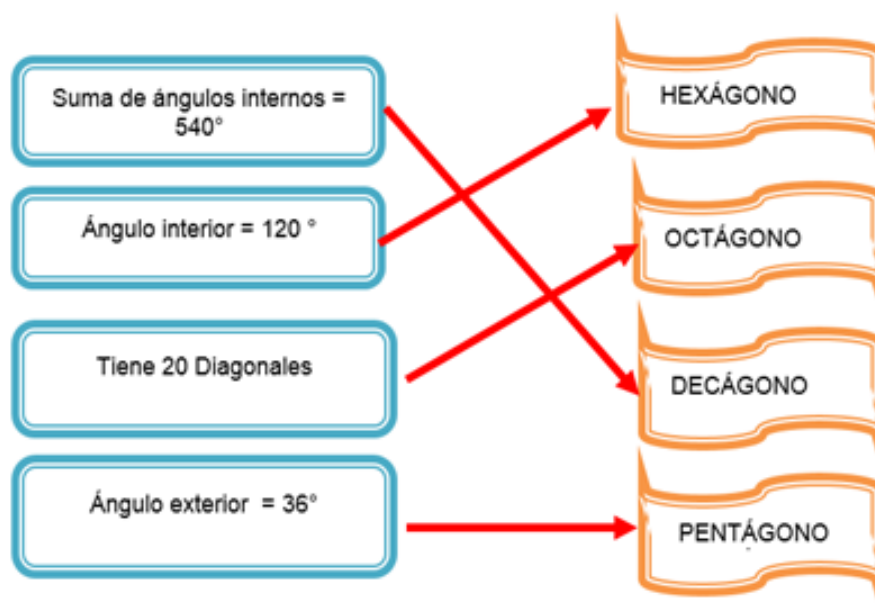 Suma de ángulos internos =
540°
Ángulo interior = 120 °
Tiene 20 Diagonales
Ángulo exterior = 36°
HEXÁGONO
OCTÁGONO
DECÁGONO
PENTÁGONO